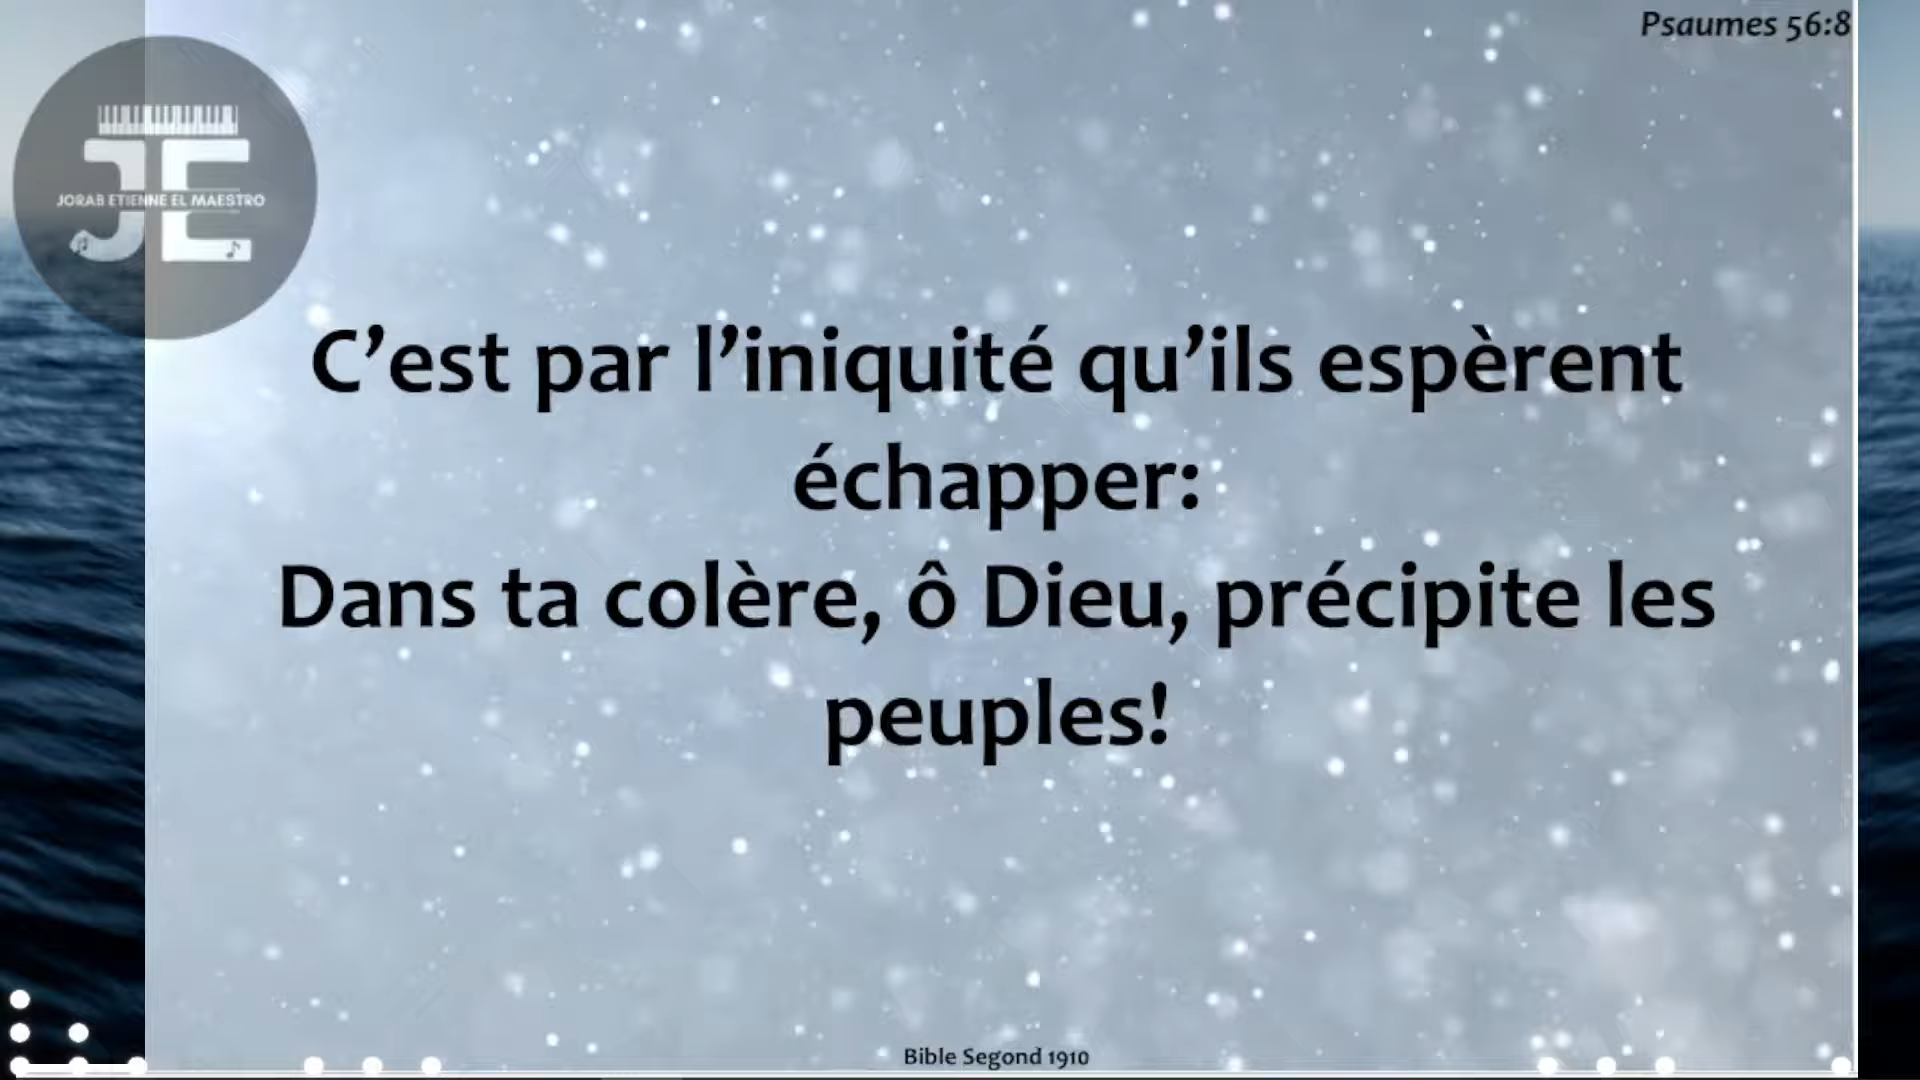 Psaumes 56:8
JE
JORAB ETIENNE EL MAESTRO
C’est par l’iniquité qu’ils espèrent
échapper:
Dans ta colère, ô Dieu, précipite les
peuples!
Bible Segond 1910